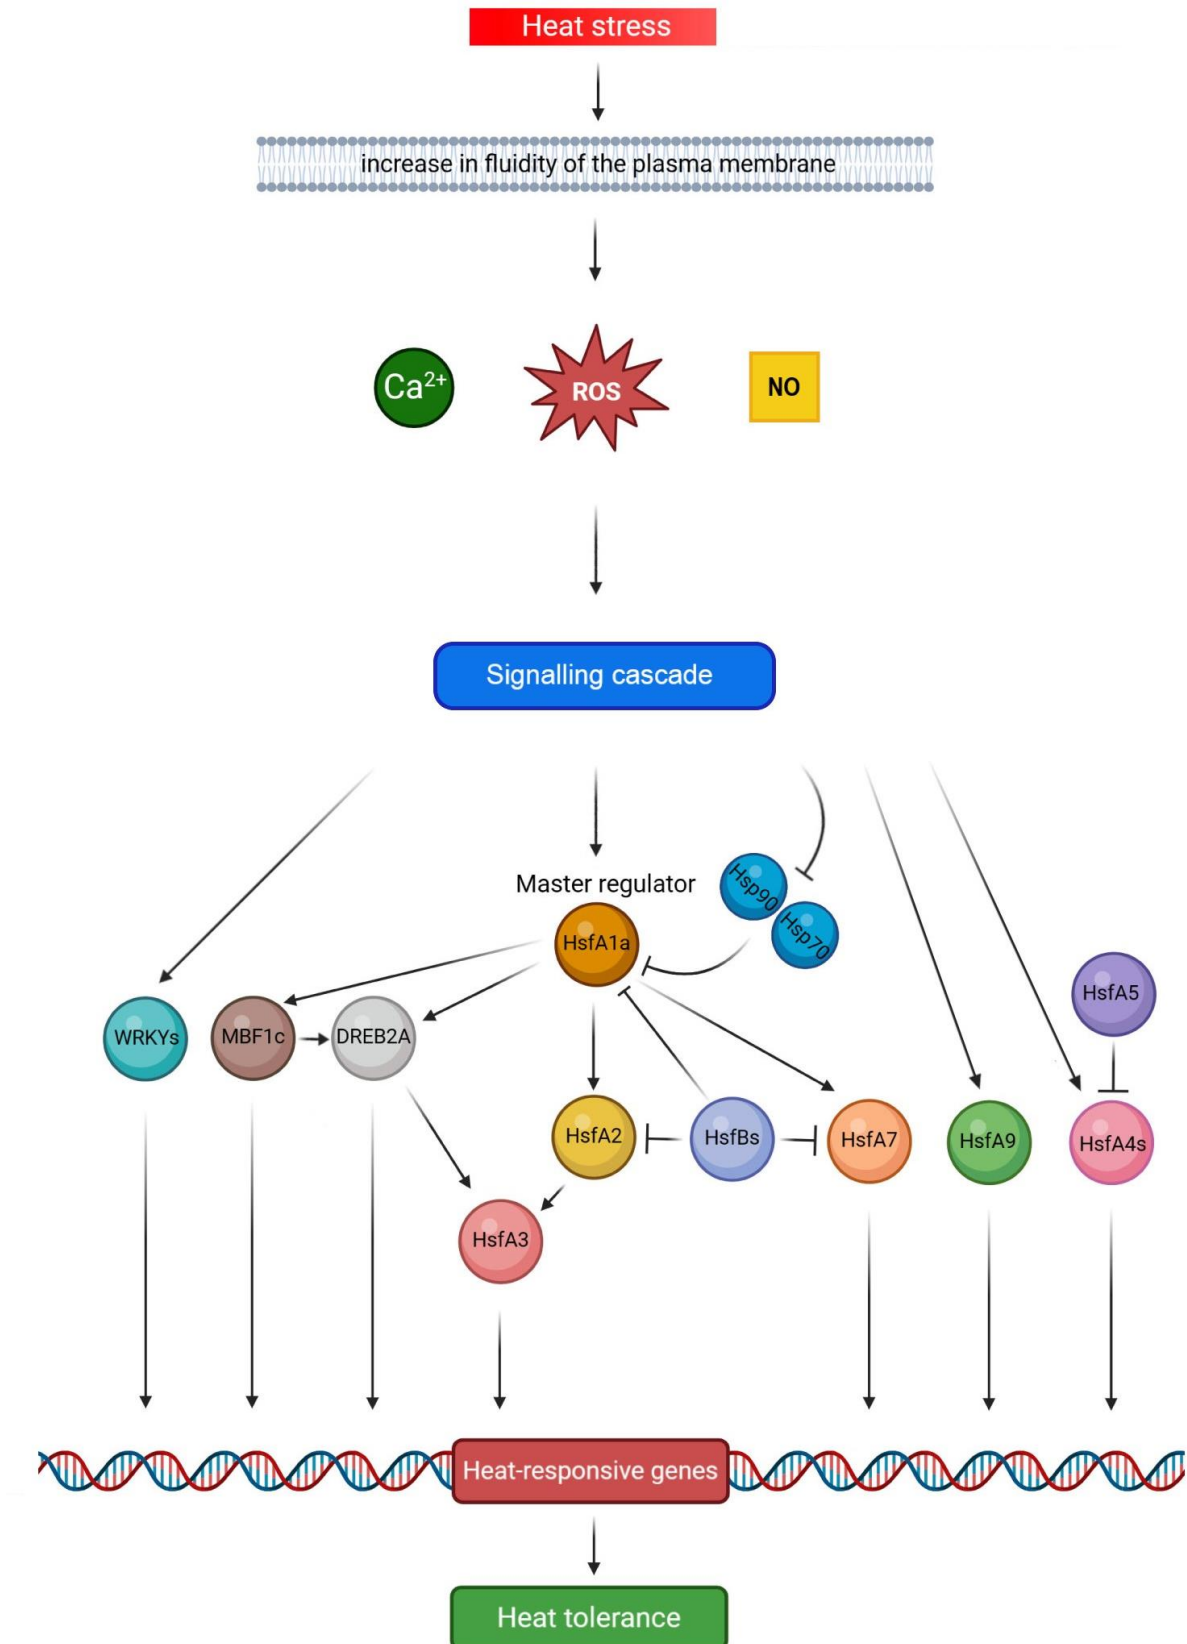 Heat stress
increase in fluidity of the plasma membrane
Ca²⁺
ROS
NO
Signalling cascade
Master regulator
Hsp90
Hsp70
HsfA1a
HsfA5
WRKYs
MBF1c
DREB2A
HsfA2
HsfBs
HsfA7
HsfA9
HsfA4s
HsfA3
Heat-responsive genes
Heat tolerance